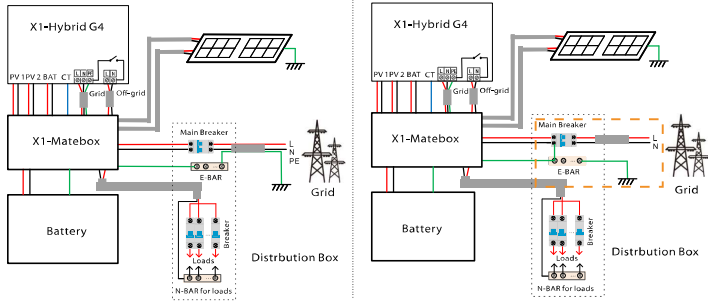 X1-Hybrid G4
L N PE
PV 1 PV 2 BAT CT
Grid
Off-grid
X1-Matebox
Main Breaker
L
N
PE
E-BAR
Grid
Battery
Breaker
Loads
Distrbution Box
N-BAR for loads
X1-Hybrid G4
L N PE
PV 1 PV 2 BAT CT
Grid
Off-grid
X1-Matebox
Main Breaker
L
N
E-BAR
Grid
Battery
Breaker
Loads
Distrbution Box
N-BAR for loads